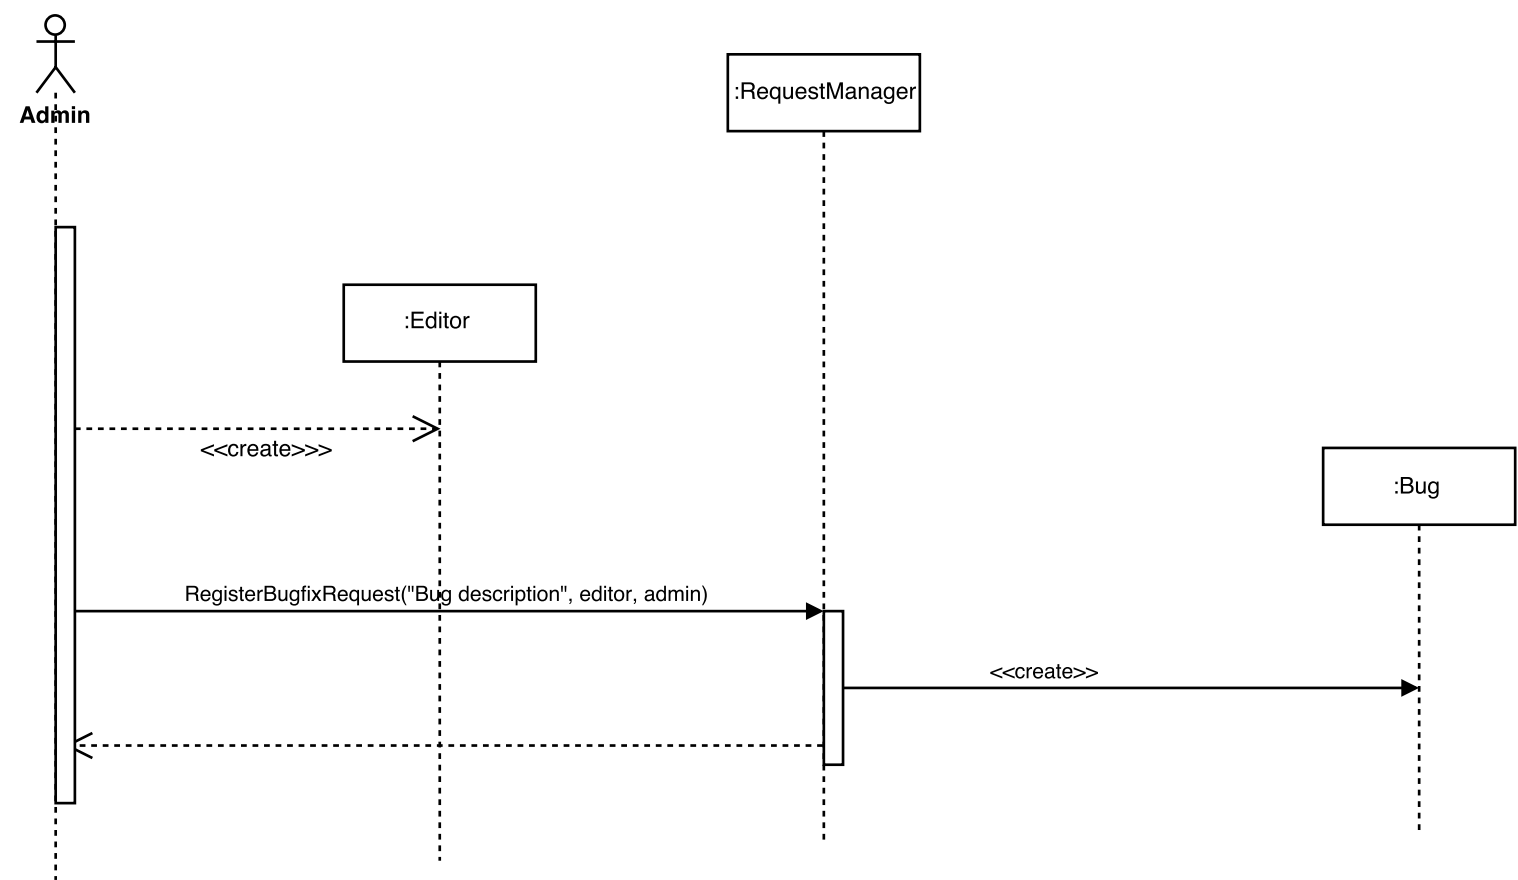 Admin
:RequestManager
:Editor
<<create>>>
:Bug
RegisterBugfixRequest("Bug description", editor, admin)
<<create>>